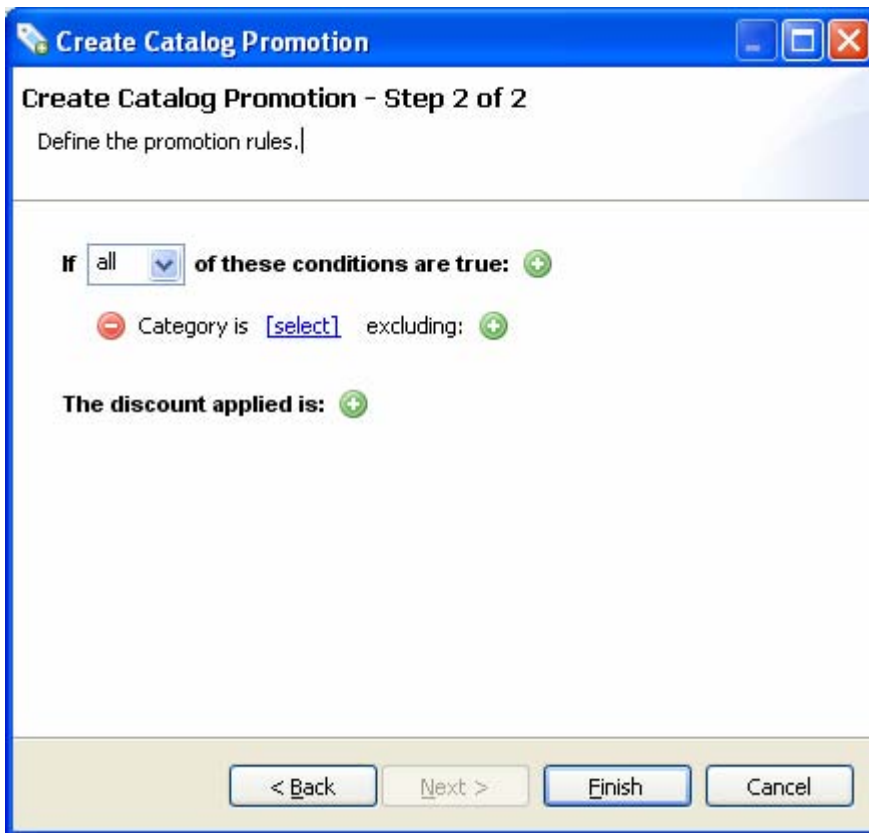 Create Catalog Promotion
Create Catalog Promotion - Step 2 of 2
Define the promotion rules.
If all of these conditions are true:
Category is [select] excluding:
The discount applied is:
< Back Next > Finish Cancel